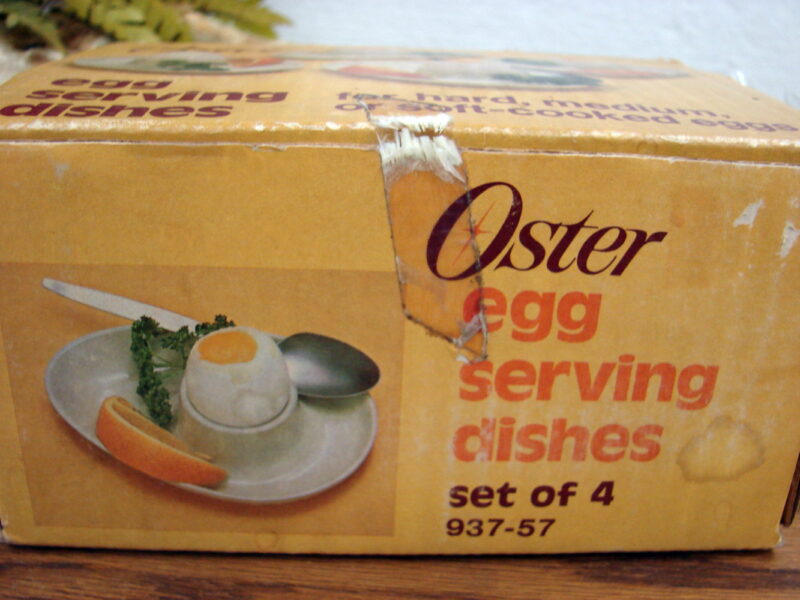 egg
serving
dishes
for hard, medium,
or soft-cooked eggs
Oster
egg
serving
dishes
set of 4
937-57